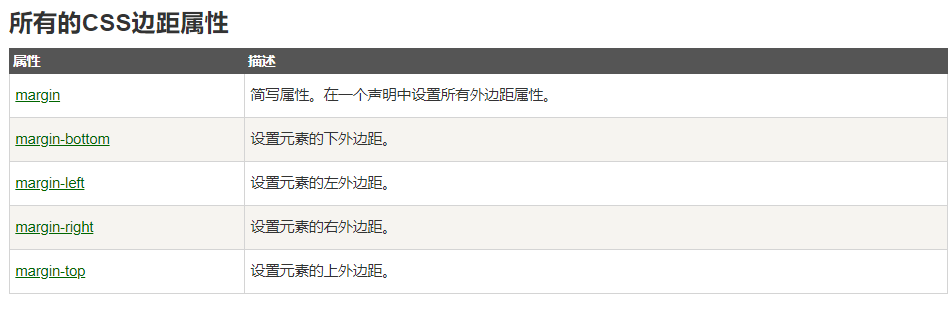 所有的CSS边距属性
属性 描述
margin 简写属性。在一个声明中设置所有外边距属性。
margin-bottom 设置元素的下外边距。
margin-left 设置元素的左外边距。
margin-right 设置元素的右外边距。
margin-top 设置元素的上外边距。